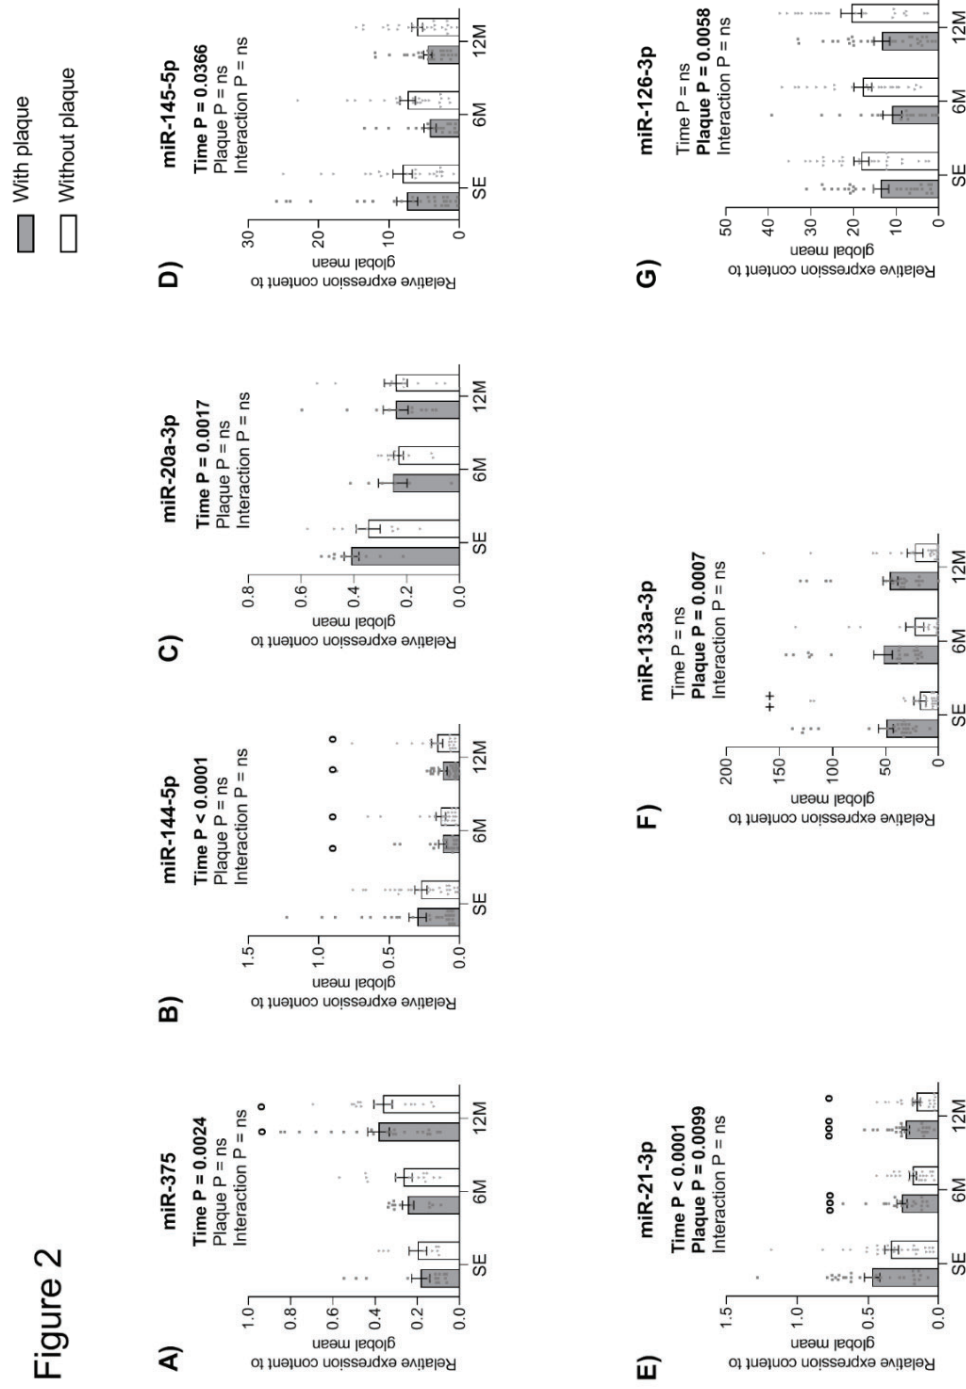 Figure 2
With plaque
Without plaque
A)
miR-375
Time P = 0.0024
Plaque P = ns
Interaction P = ns
Relative expression content to
global mean
1.0
0.8
0.6
0.4
0.2
0.0
o
o
SE
6M
12M
B)
miR-144-5p
Time P < 0.0001
Plaque P = ns
Interaction P = ns
Relative expression content to
global mean
1.5
1.0
0.5
0.0
o
o
o
o
SE
6M
12M
C)
miR-20a-3p
Time P = 0.0017
Plaque P = ns
Interaction P = ns
Relative expression content to
global mean
0.8
0.6
0.4
0.2
0.0
SE
6M
12M
D)
miR-145-5p
Time P = 0.0366
Plaque P = ns
Interaction P = ns
Relative expression content to
global mean
30
20
10
0
SE
6M
12M
E)
miR-21-3p
Time P < 0.0001
Plaque P = 0.0099
Interaction P = ns
Relative expression content to
global mean
1.5
1.0
0.5
0.0
ooo
ooo
o
SE
6M
12M
F)
miR-133a-3p
Time P = ns
Plaque P = 0.0007
Interaction P = ns
Relative expression content to
global mean
200
150
100
50
0
++
SE
6M
12M
G)
miR-126-3p
Time P = ns
Plaque P = 0.0058
Interaction P = ns
Relative expression content to
global mean
50
40
30
20
10
0
SE
6M
12M